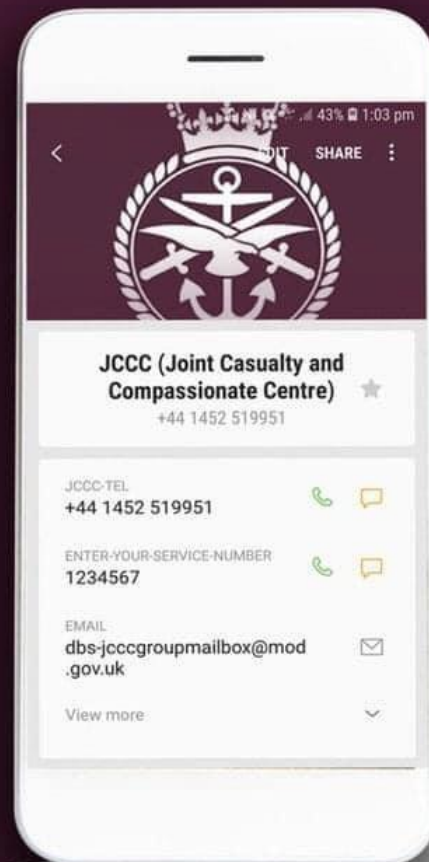 43% 1:03 pm
EDIT SHARE
JCCC (Joint Casualty and
Compassionate Centre)
+44 1452 519951
JCCC-TEL
+44 1452 519951
ENTER-YOUR-SERVICE-NUMBER
1234567
EMAIL
dbs-jcccgroupmailbox@mod
.gov.uk
View more